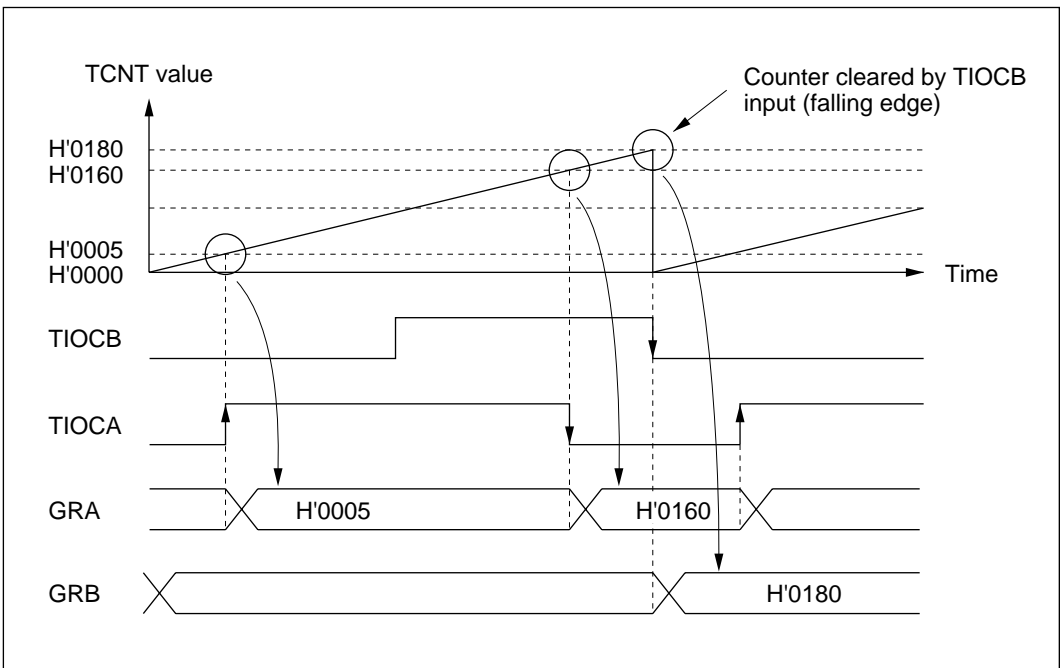 TCNT value
Counter cleared by TIOCB
input (falling edge)
H'0180
H'0160
H'0005
H'0000
Time
TIOCB
TIOCA
GRA
H'0005
H'0160
GRB
H'0180